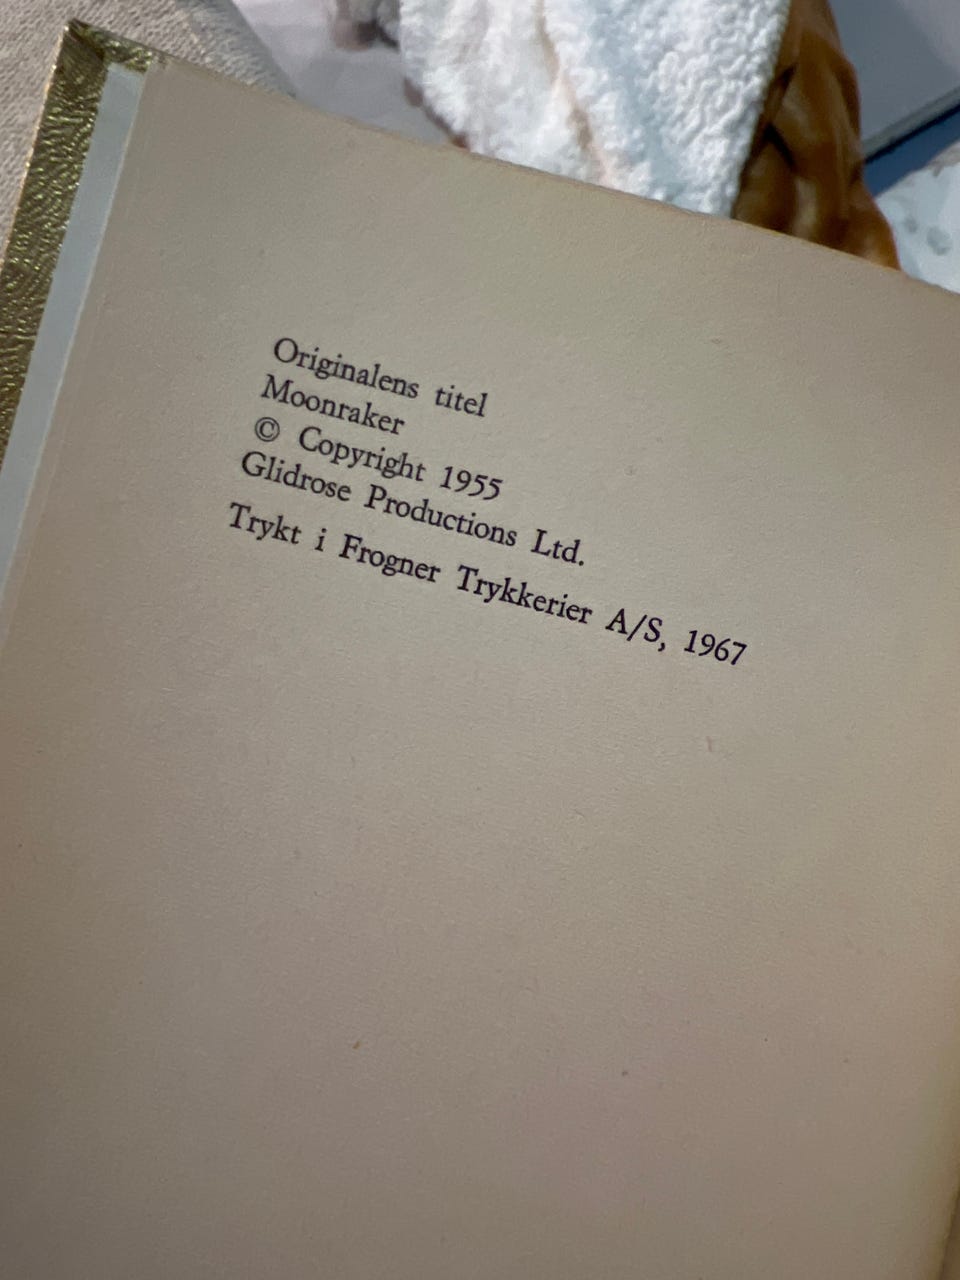 Originalens titel
Moonraker
© Copyright 1955
Glidrose Productions Ltd.
Trykt i Frogner Trykkerier A/S, 1967